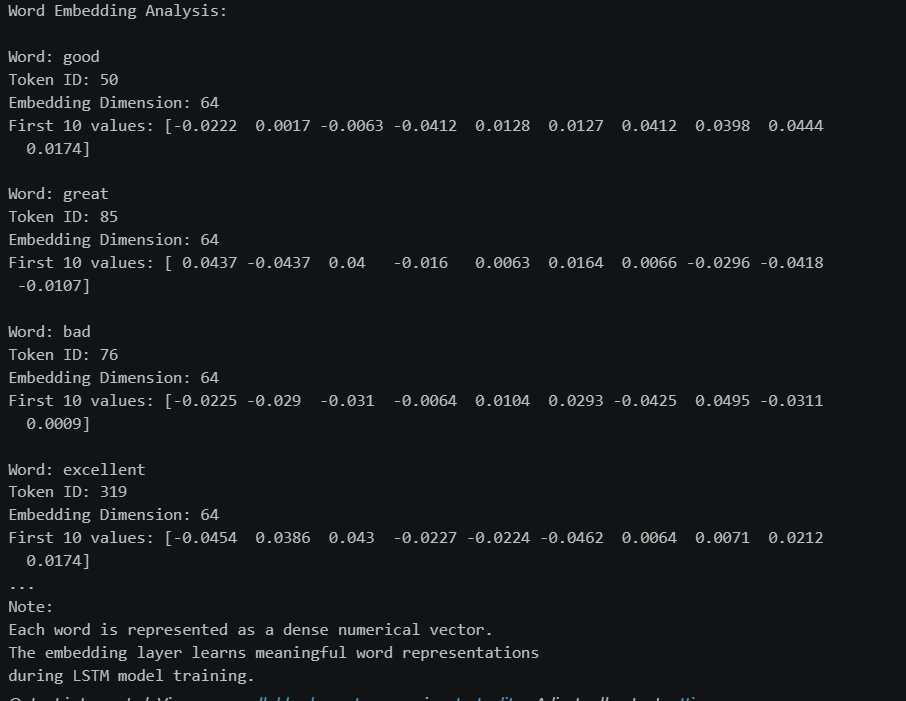 Word Embedding Analysis:
Word: good
Token ID: 50
Embedding Dimension: 64
First 10 values: [-0.0222  0.0017 -0.0063 -0.0412  0.0128  0.0127  0.0412  0.0398  0.0444
  0.0174]
Word: great
Token ID: 85
Embedding Dimension: 64
First 10 values: [ 0.0437 -0.0437  0.04   -0.016   0.0063  0.0164  0.0066 -0.0296 -0.0418
 -0.0107]
Word: bad
Token ID: 76
Embedding Dimension: 64
First 10 values: [-0.0225 -0.029  -0.031  -0.0064  0.0104  0.0293 -0.0425  0.0495 -0.0311
  0.0009]
Word: excellent
Token ID: 319
Embedding Dimension: 64
First 10 values: [-0.0454  0.0386  0.043  -0.0227 -0.0224 -0.0462  0.0064  0.0071  0.0212
  0.0174]
...
Note:
Each word is represented as a dense numerical vector.
The embedding layer learns meaningful word representations
during LSTM model training.